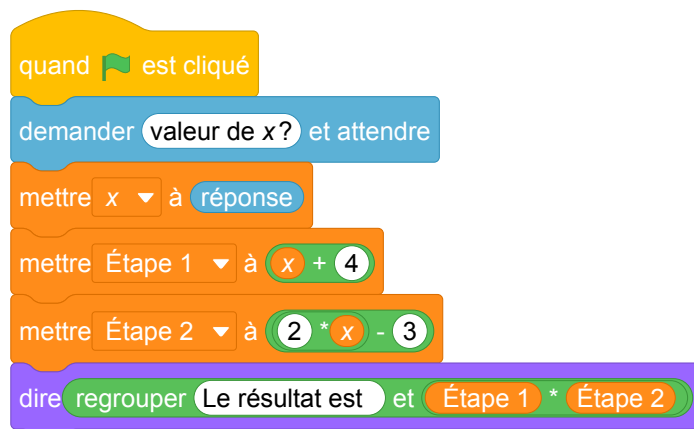 quand est cliqué
demander valeur de x? et attendre
mettre x à réponse
mettre Étape 1 à x + 4
mettre Étape 2 à 2 * x - 3
dire regrouper Le résultat est et Étape 1 * Étape 2